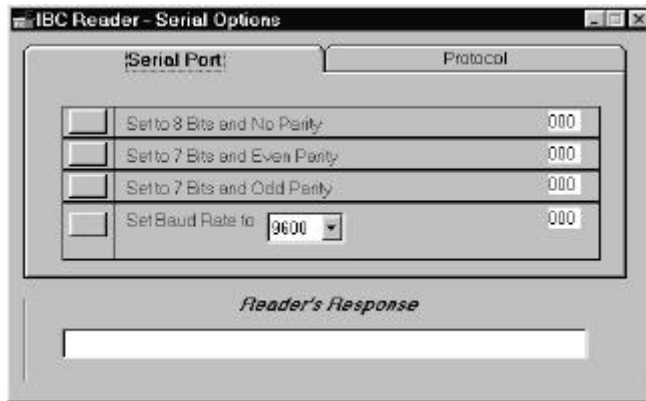 IBC Reader - Serial Options
Serial Port
Protocol
Set to 8 Bits and No Parity
000
Set to 7 Bits and Even Parity
000
Set to 7 Bits and Odd Parity
000
Set Baud Rate to
9600
000
Reader's Response